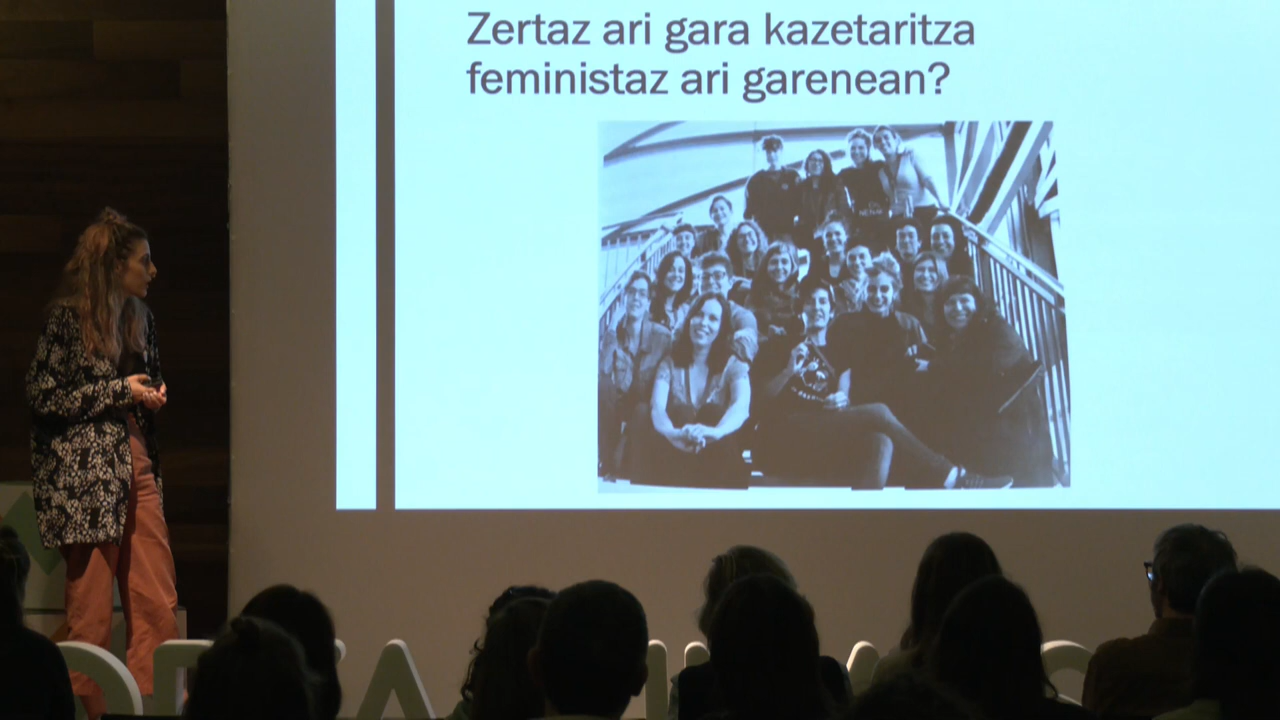 Zertaz ari gara kazetaritza
feministaz ari garenean?